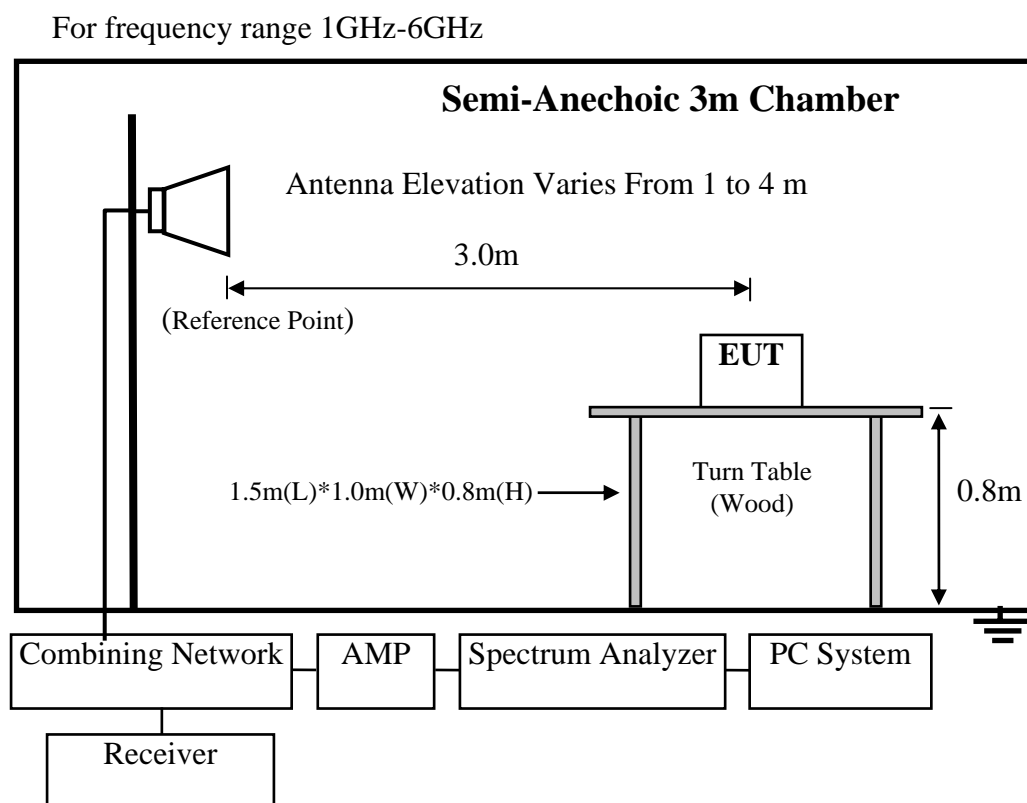 For frequency range 1GHz-6GHz
Semi-Anechoic 3m Chamber
Antenna Elevation Varies From 1 to 4 m
3.0m
(Reference Point)
EUT
1.5m(L)*1.0m(W)*0.8m(H)
Turn Table
(Wood)
0.8m
Combining Network
AMP
Spectrum Analyzer
PC System
Receiver